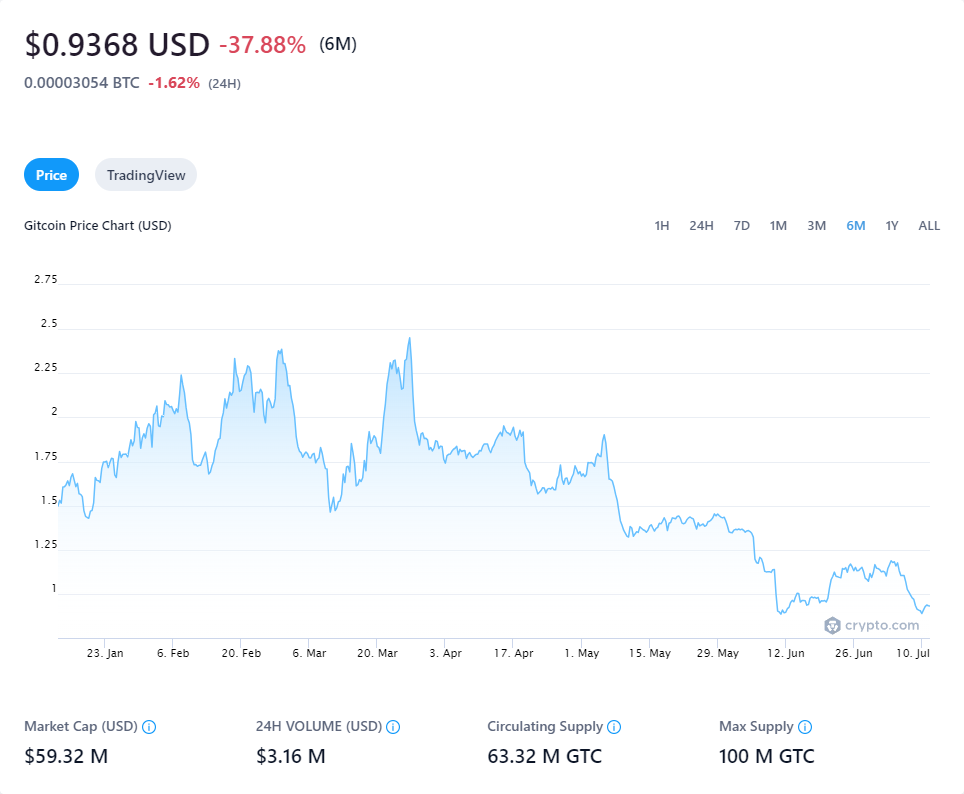 $0.9368 USD -37.88% (6M)
0.00003054 BTC -1.62% (24H)
Price TradingView
Gitcoin Price Chart (USD) 1H 24H 7D 1M 3M 6M 1Y ALL
2.75
2.5
2.25
2
1.75
1.5
1.25
1
crypto.com
23. Jan 6. Feb 20. Feb 6. Mar 20. Mar 3. Apr 17. Apr 1. May 15. May 29. May 12. Jun 26. Jun 10. Jul
Market Cap (USD) 24H VOLUME (USD) Circulating Supply Max Supply
$59.32 M $3.16 M 63.32 M GTC 100 M GTC